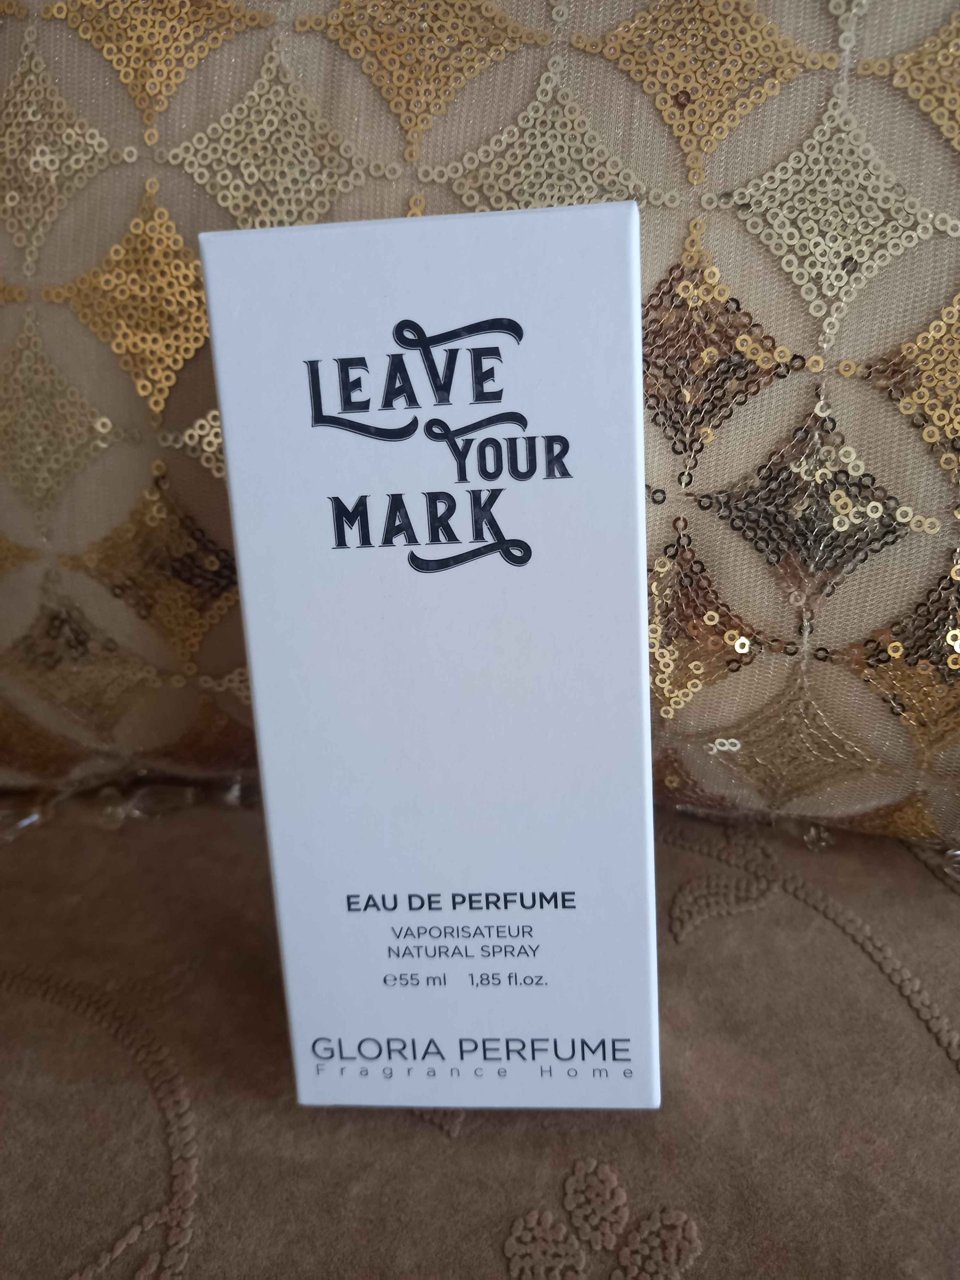 LEAVE
YOUR
MARK
EAU DE PERFUME
VAPORISATEUR
NATURAL SPRAY
℮55 ml 1,85 fl.oz.
GLORIA PERFUME
Fragrance Home